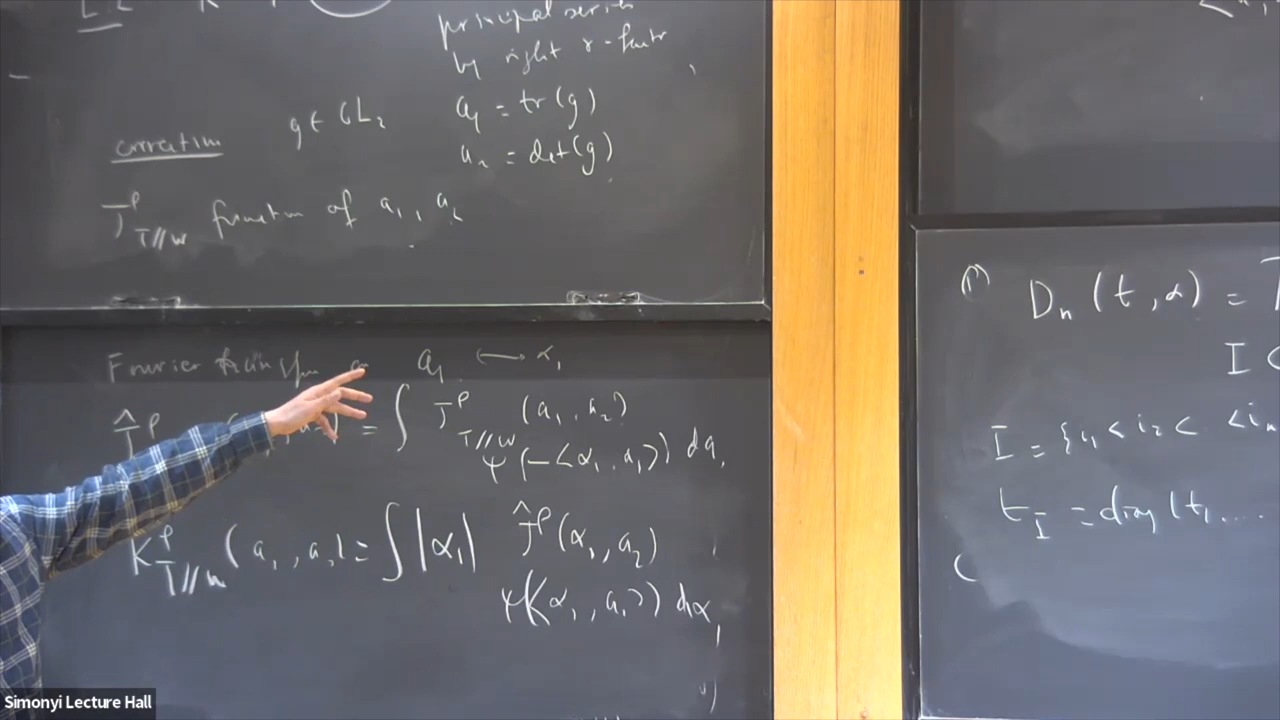 principal series
by right γ-factor
correction g ∈ GL₂ a₁ = tr(g)
a₂ = det(g)
J^ρ_{T//W} function of a₁, a₂
Fourier a₁ ⟷ α₁
Ĵ^ρ = ∫ J^ρ_{T//W} (a₁, a₂)
ψ(-<α₁, a₁>) da₁
K^ρ_{T//W} (a₁, a₂) = ∫ |α₁| Ĵ^ρ(α₁, a₂)
ψ(<α₁, a₁>) dα₁
D_n (t, α) =
I
I = {i₁ < i₂ < < i_n
t_I = diag(t₁ ....
Simonyi Lecture Hall